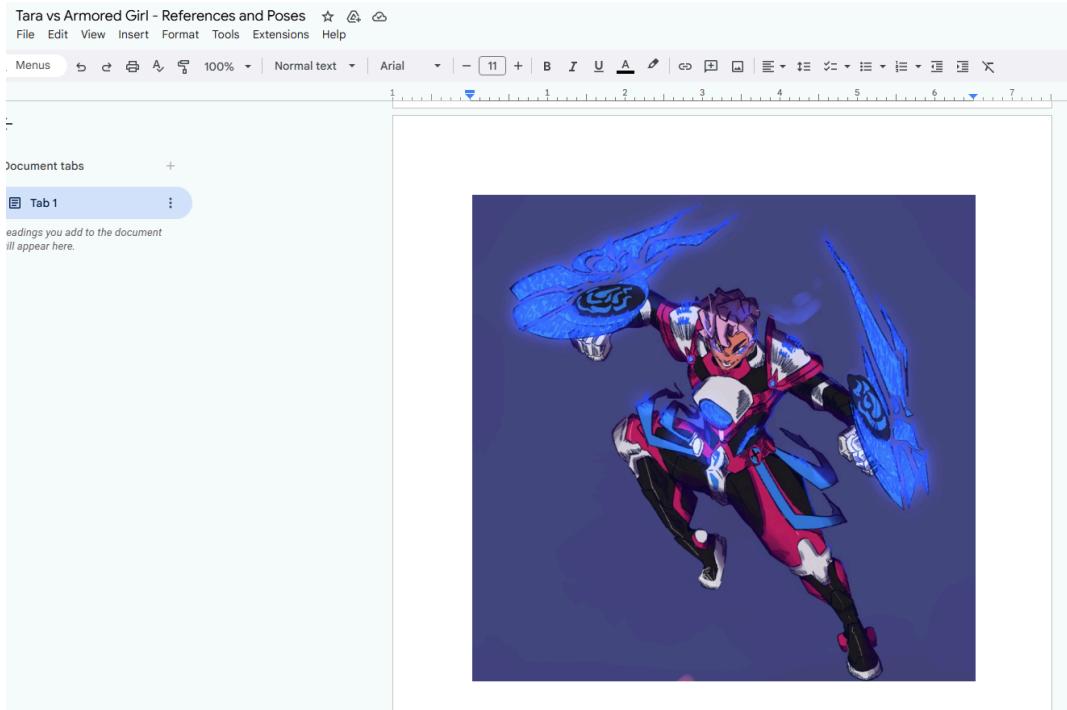 Tara vs Armored Girl - References and Poses
File Edit View Insert Format Tools Extensions Help
Menus 100% Normal text Arial 11 B I U A
1 1 2 3 4 5 6 7
Document tabs
Tab 1
eadings you add to the document
ill appear here.